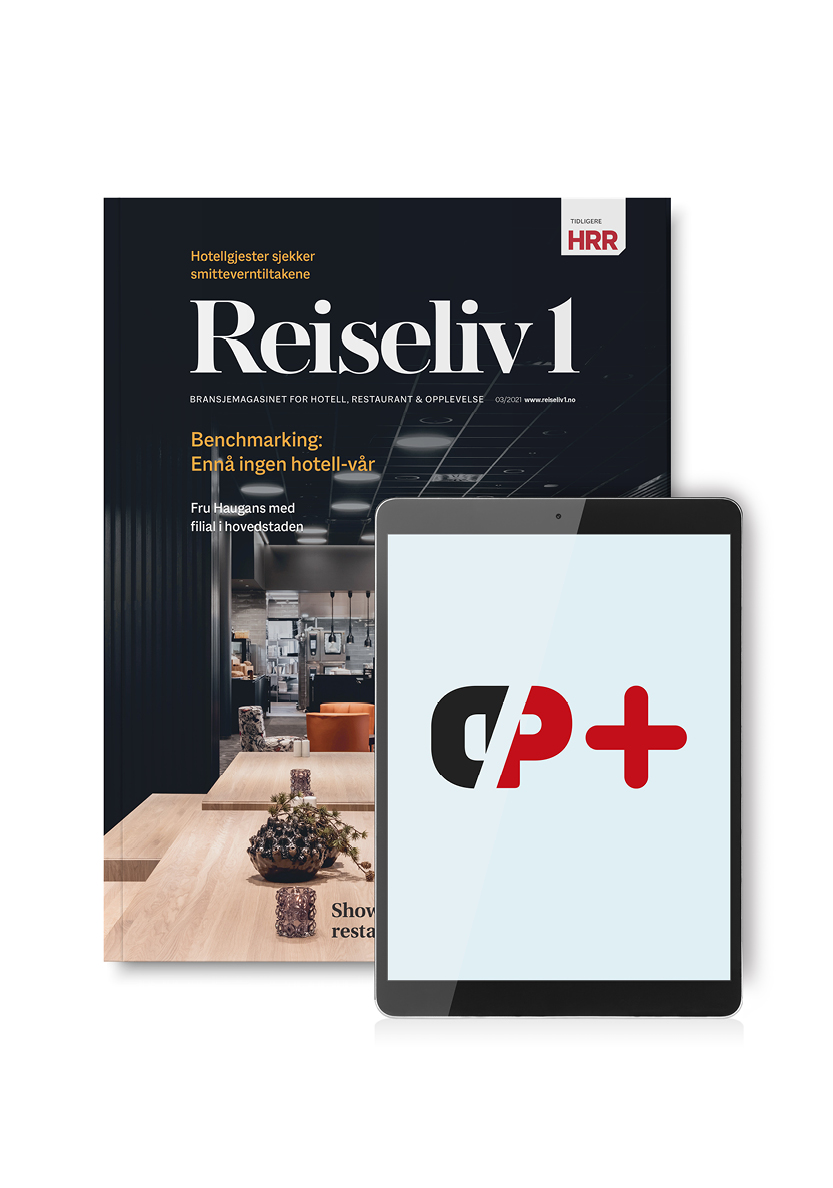 TIDLIGERE
HRR
Hotellgjester sjekker
smitteverntiltakene
Reiseliv 1
BRANSJEMAGASINET FOR HOTELL, RESTAURANT & OPPLEVELSE 03/2021 www.reiseliv1.no
Benchmarking:
Ennå ingen hotell-vår
Fru Haugans med
filial i hovedstaden
DP+
Show
resta